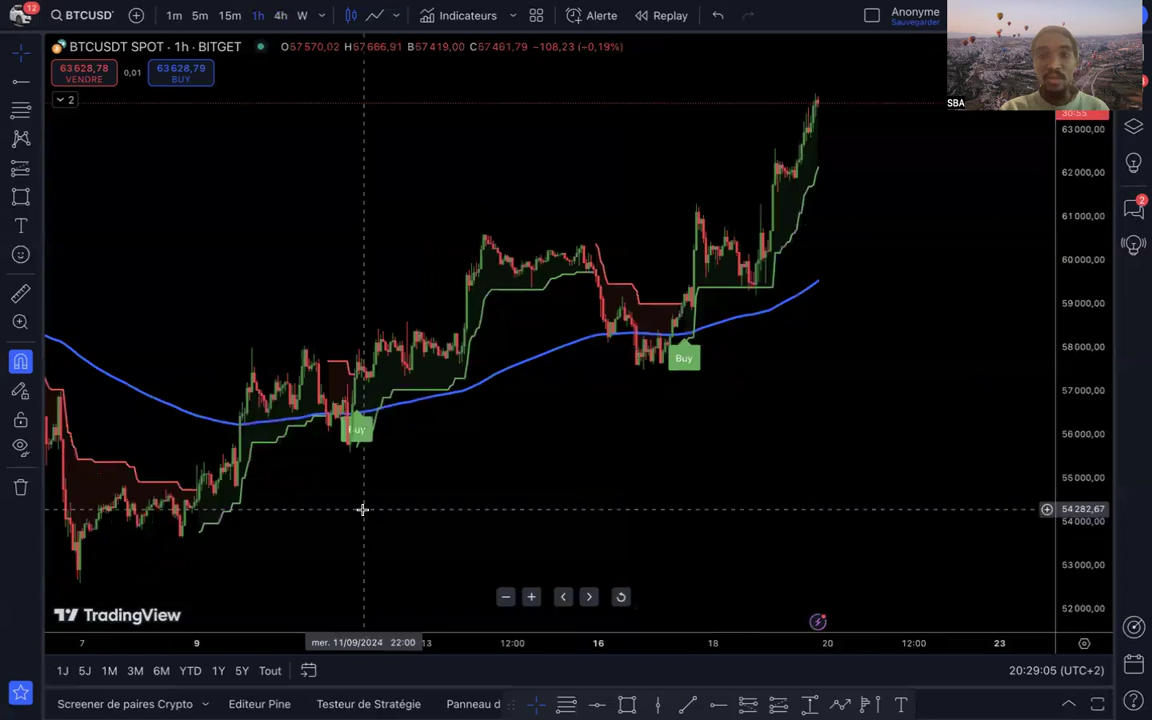 12
BTCUSD
1m 5m 15m 1h 4h W
Indicateurs
Alerte
Replay
Anonyme
Sauvegarder
BTCUSDT SPOT · 1h · BITGET
O57 570,02 H57 666,91 B57 419,00 C57 461,79 −108,23 (−0,19%)
63 628,78
VENDRE
0,01
63 628,79
BUY
2
SBA
30:55
63 000,00
62 000,00
61 000,00
60 000,00
59 000,00
58 000,00
57 000,00
56 000,00
55 000,00
54 282,67
54 000,00
53 000,00
52 000,00
2
Buy
Buy
TradingView
7 9 mer. 11/09/2024 22:00 13 12:00 16 18 20 12:00 23
1J 5J 1M 3M 6M YTD 1Y 5Y Tout
20:29:05 (UTC+2)
Screener de paires Crypto
Editeur Pine
Testeur de Stratégie
Panneau d